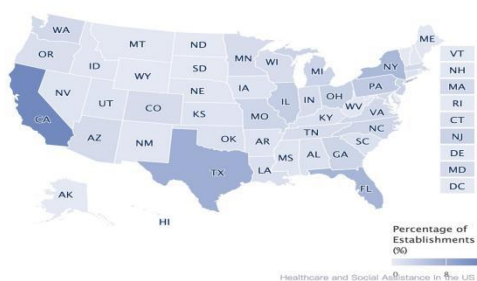 WA
ME
MT
ND
VT
OR
MN
ID
SD
WI
NY
NH
WY
MI
MA
IA
PA
RI
NE
NV
OH
IL
IN
CT
UT
CO
WV
NJ
CA
KS
MO
VA
KY
DE
NC
TN
MD
AZ
OK
NM
AR
SC
DC
MS
AL
GA
TX
LA
AK
FL
HI
Percentage of
Establishments
(%)
0
8
Healthcare and Social Assistance in the US